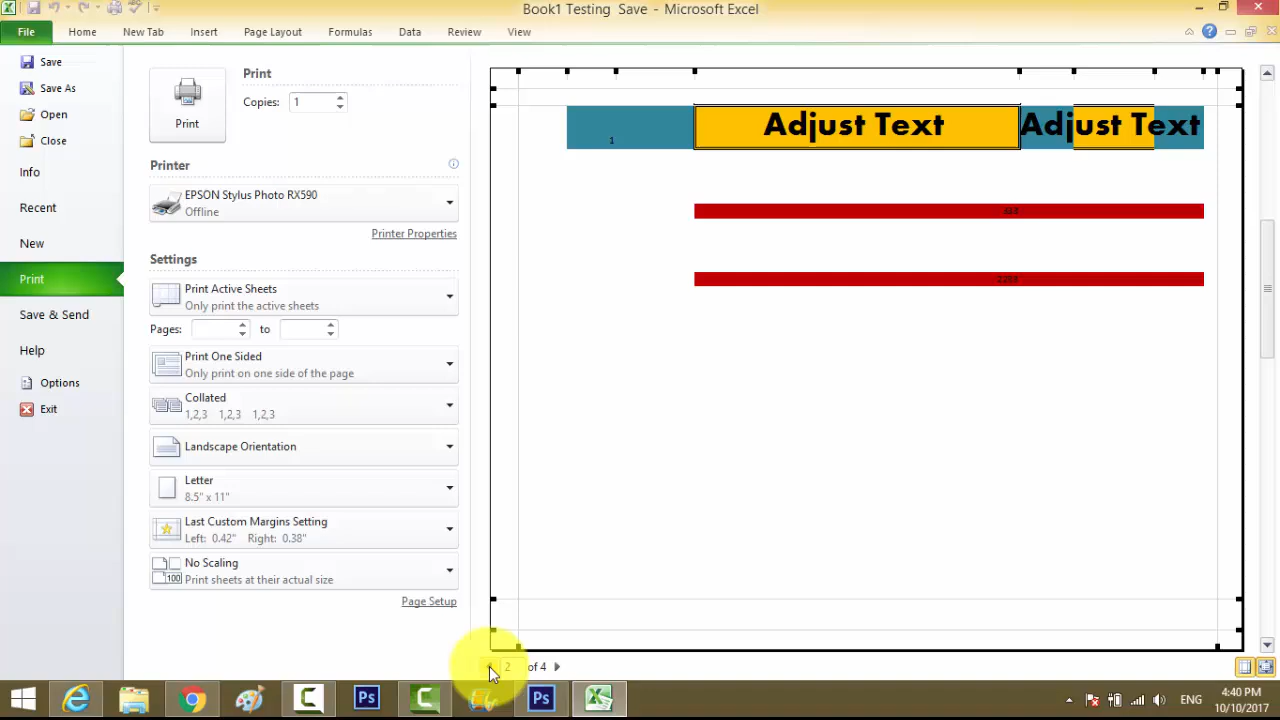 Book1 Testing Save - Microsoft Excel
File Home New Tab Insert Page Layout Formulas Data Review View
Save
Save As
Open
Close
Info
Recent
New
Print
Save & Send
Help
Options
Exit
Print
Print
Copies: 1
Printer
EPSON Stylus Photo RX590
Offline
Printer Properties
Settings
Print Active Sheets
Only print the active sheets
Pages: to
Print One Sided
Only print on one side of the page
Collated
1,2,3 1,2,3 1,2,3
Landscape Orientation
Letter
8.5" x 11"
Last Custom Margins Setting
Left: 0.42" Right: 0.38"
No Scaling
100
Print sheets at their actual size
Page Setup
1 Adjust Text Adjust Text
2 of 4
Ps
Ps
ENG
4:40 PM
10/10/2017